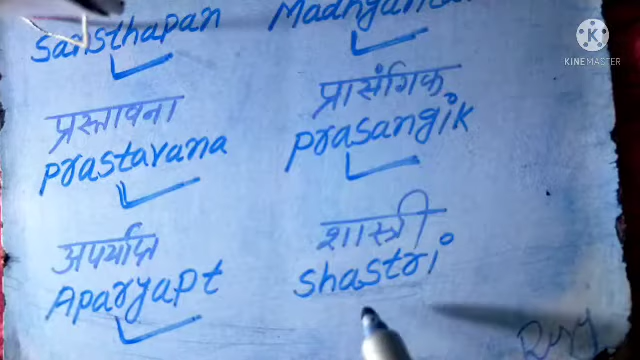 Sansthapan
प्रस्तावना प्रासंगिक
Prastavana Prasangik
अपर्याप्त शास्त्री
Aparyapt Shastri
K
KINEMASTER